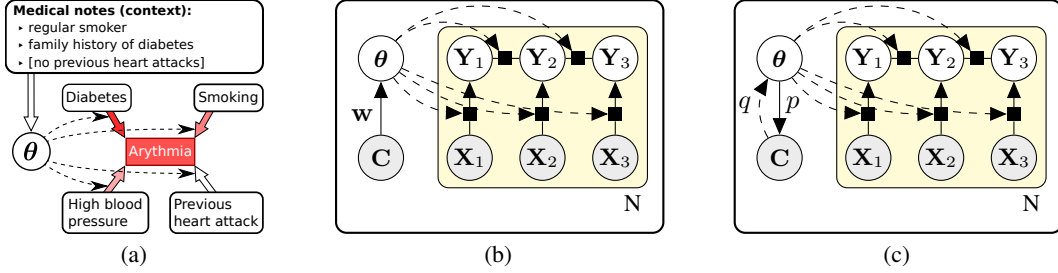 Medical notes (context):
‣ regular smoker
‣ family history of diabetes
‣ [no previous heart attacks]
Diabetes
Smoking
θ
Arythmia
High blood
pressure
Previous
heart attack
(a)
θ
Y₁
Y₂
Y₃
w
C
X₁
X₂
X₃
N
(b)
θ
Y₁
Y₂
Y₃
q
p
C
X₁
X₂
X₃
N
(c)